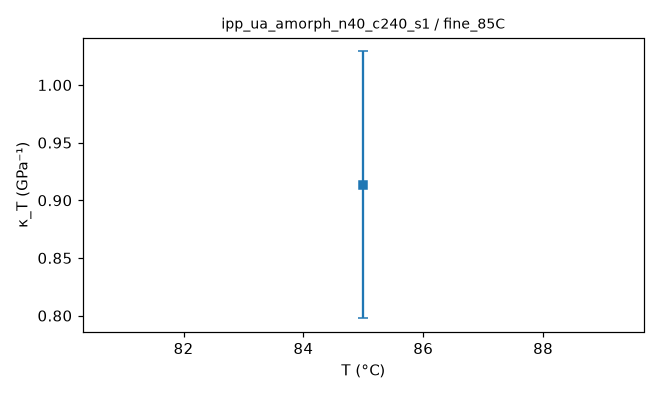 ipp_ua_amorph_n40_c240_s1 / fine_85C
κ_T (GPa⁻¹)
1.00
0.95
0.90
0.85
0.80
82 84 86 88
T (°C)